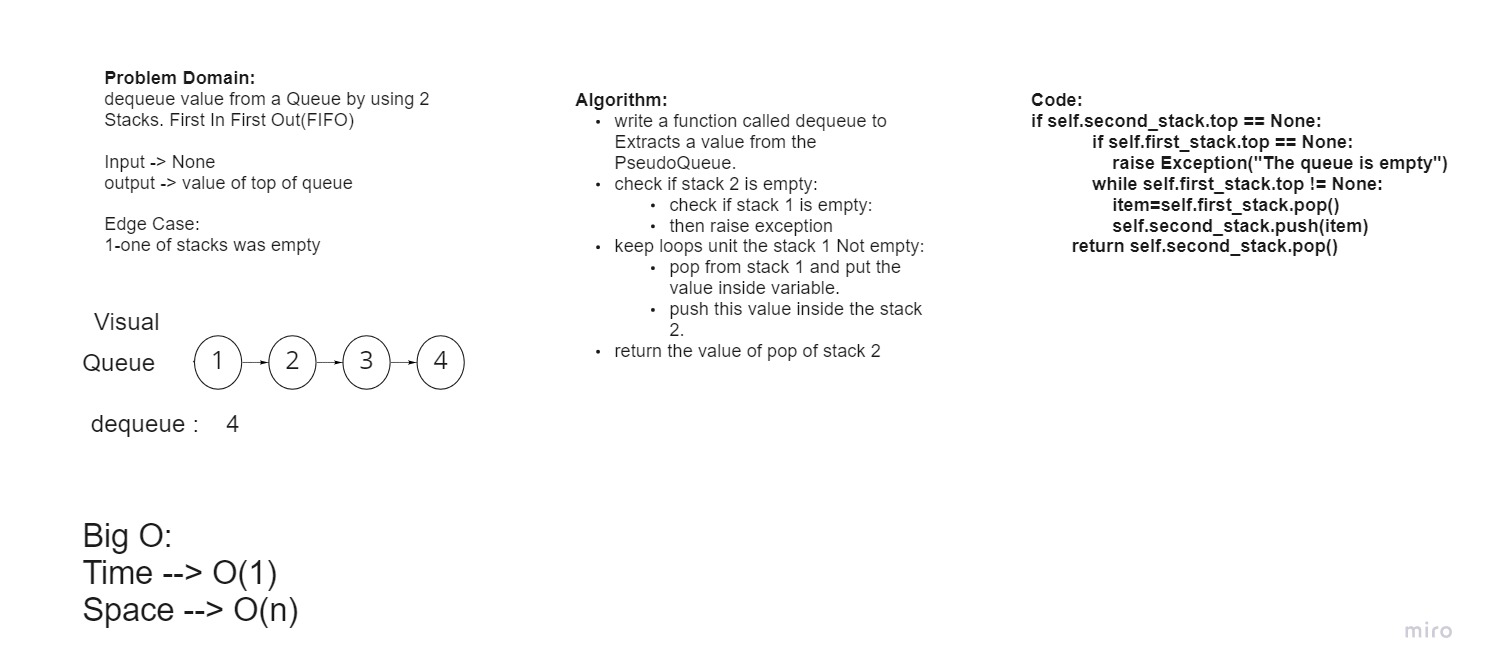 Problem Domain:
dequeue value from a Queue by using 2
Stacks. First In First Out(FIFO)
Input -> None
output -> value of top of queue
Edge Case:
1-one of stacks was empty
Visual
Queue 1 2 3 4
dequeue : 4
Big O:
Time --> O(1)
Space --> O(n)
Algorithm:
• write a function called dequeue to
Extracts a value from the
PseudoQueue.
• check if stack 2 is empty:
• check if stack 1 is empty:
• then raise exception
• keep loops unit the stack 1 Not empty:
• pop from stack 1 and put the
value inside variable.
• push this value inside the stack
2.
• return the value of pop of stack 2
Code:
if self.second_stack.top == None:
if self.first_stack.top == None:
raise Exception("The queue is empty")
while self.first_stack.top != None:
item=self.first_stack.pop()
self.second_stack.push(item)
return self.second_stack.pop()
miro